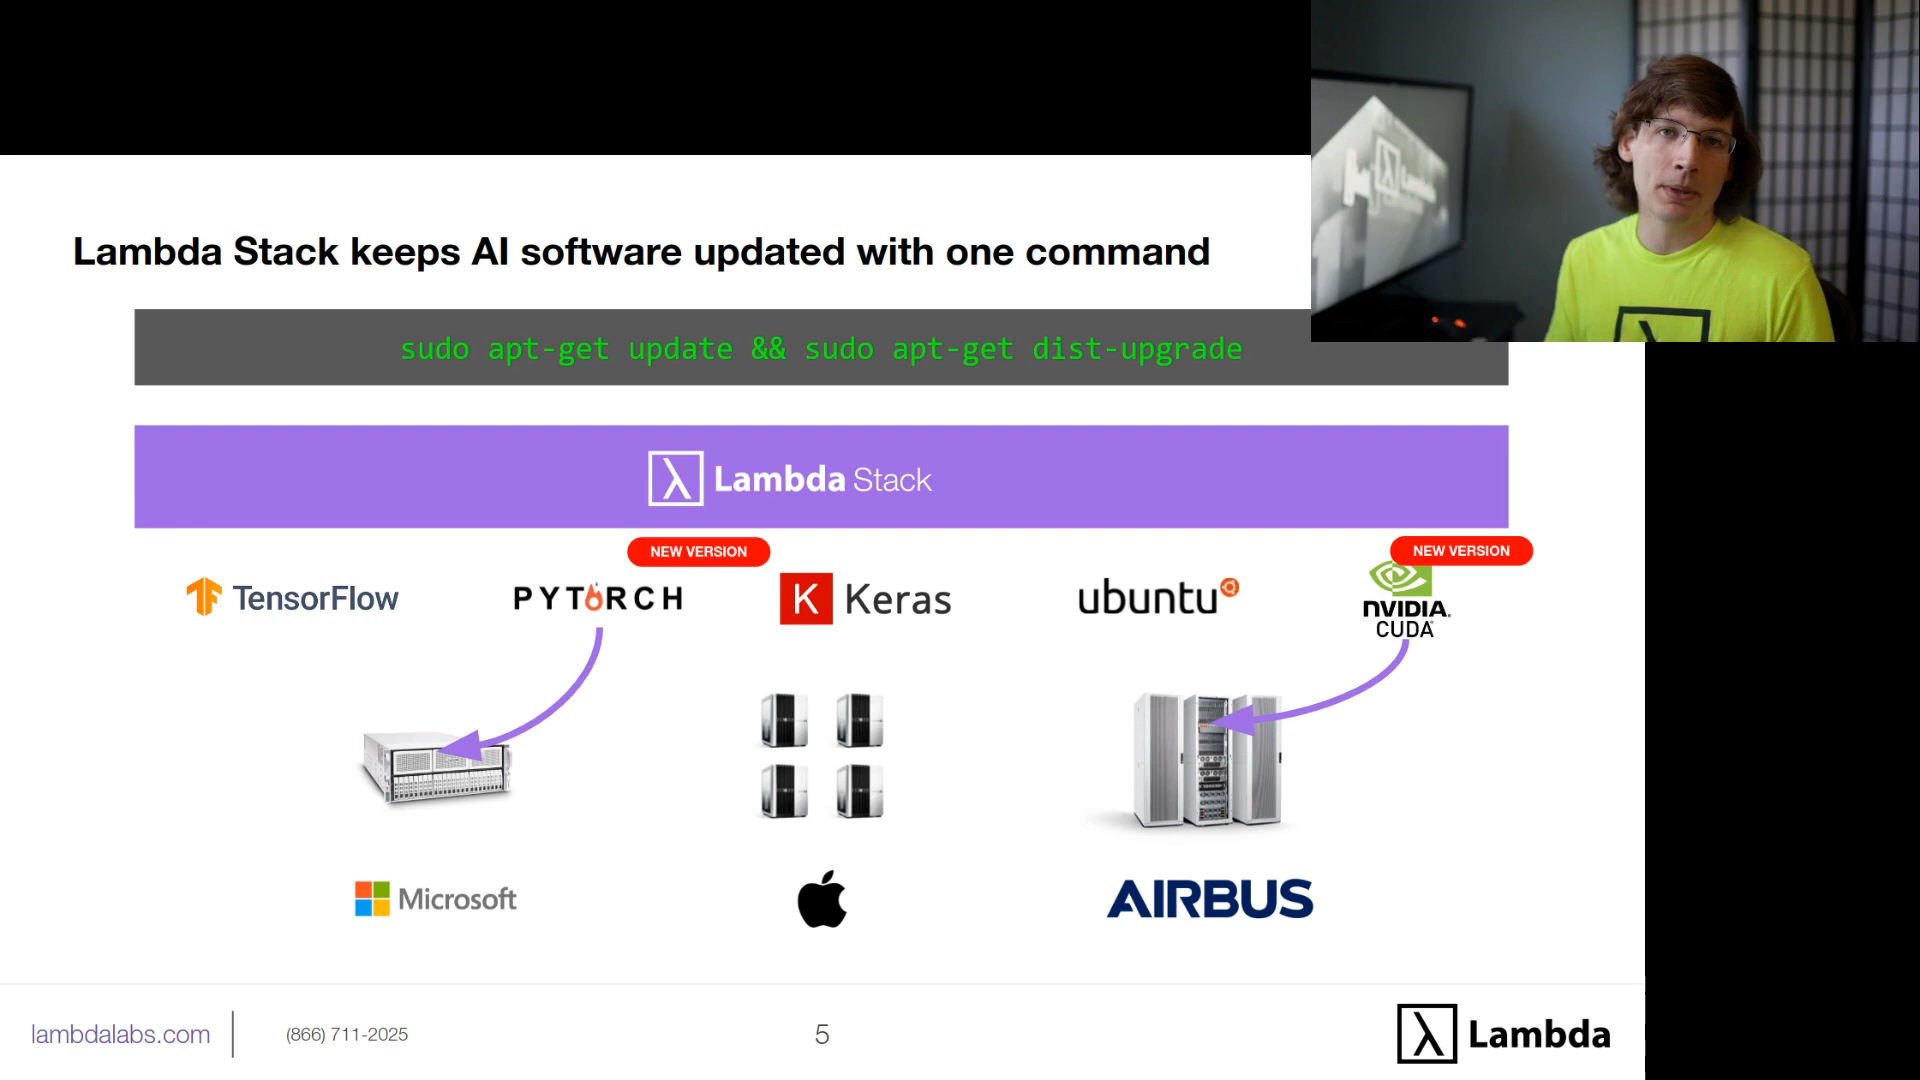 Lambda Stack keeps AI software updated with one command
sudo apt-get update && sudo apt-get dist-upgrade
Lambda Stack
NEW VERSION
NEW VERSION
TensorFlow
PYTORCH
K Keras
ubuntu
NVIDIA.
CUDA
Microsoft
AIRBUS
lambdalabs.com
(866) 711-2025
5
Lambda